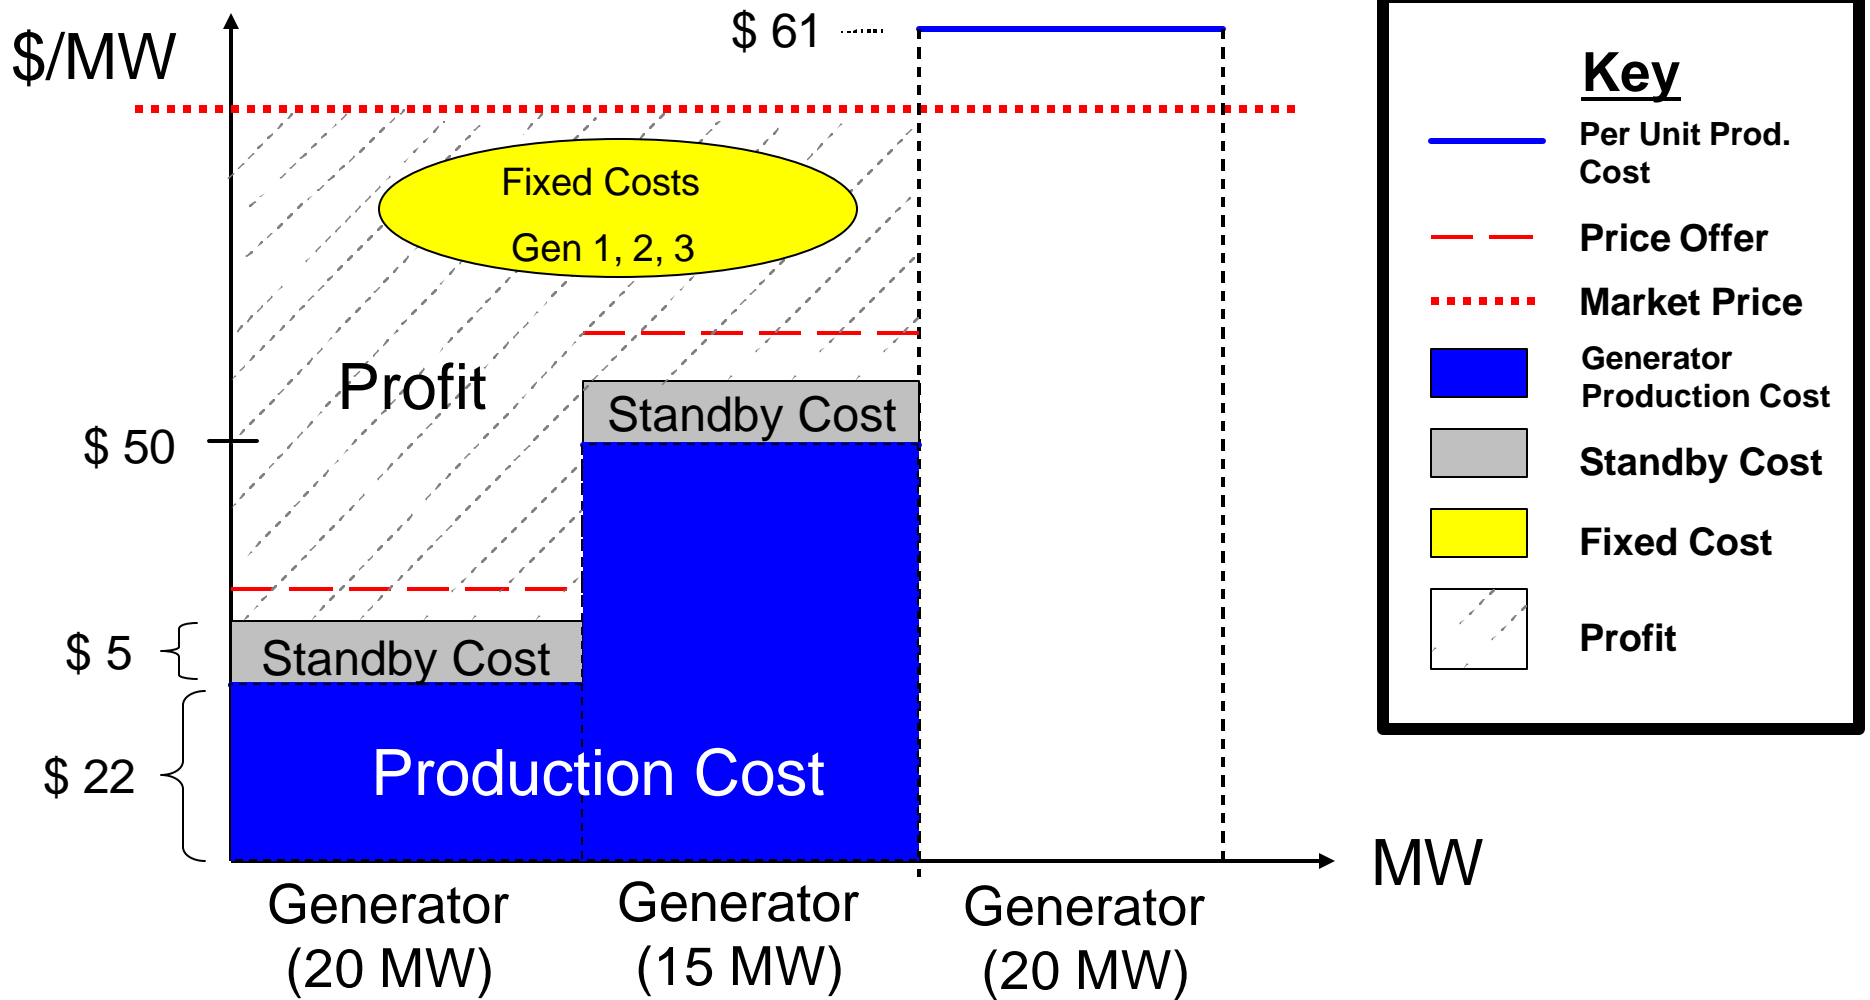 $/MW
$ 61
Fixed Costs
Gen 1, 2, 3
Profit
$ 50
Standby Cost
$ 5
Standby Cost
$ 22
Production Cost
MW
Generator
(20 MW)
Generator
(15 MW)
Generator
(20 MW)
Key
Per Unit Prod.
Cost
Price Offer
Market Price
Generator
Production Cost
Standby Cost
Fixed Cost
Profit